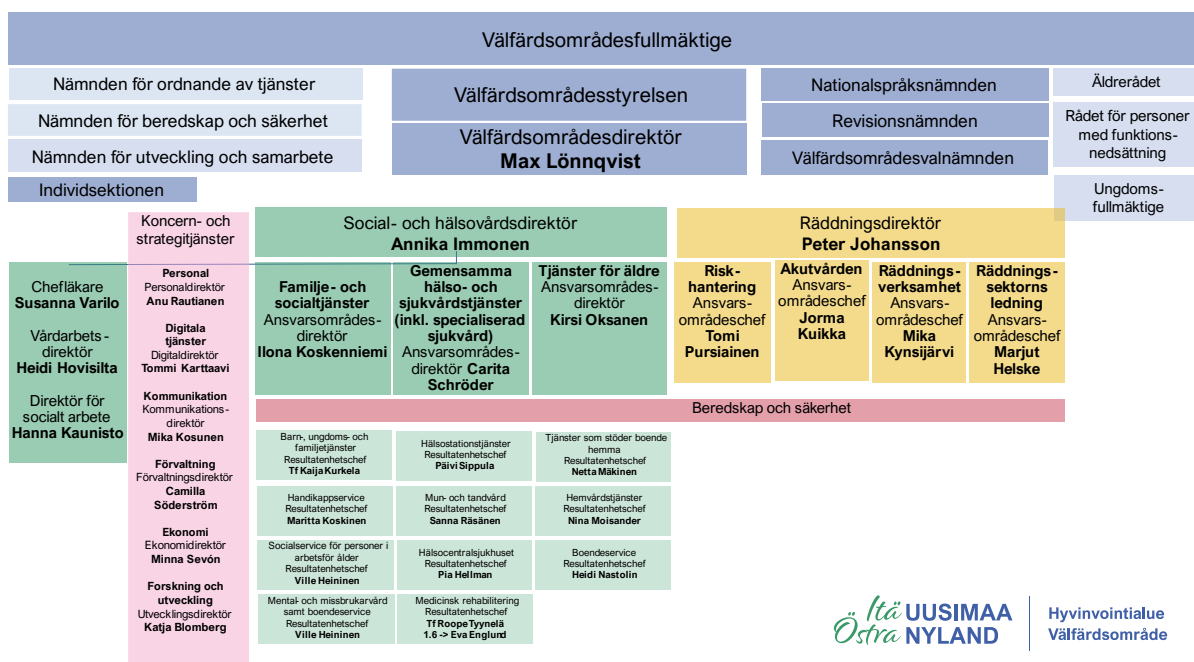 Välfärdsområdesfullmäktige
Nämnden för ordnande av tjänster
Nämnden för beredskap och säkerhet
Nämnden för utveckling och samarbete
Individsektionen
Välfärdsområdesstyrelsen
Välfärdsområdesdirektör
Max Lönnqvist
Nationalspråksnämnden
Revisionsnämnden
Välfärdsområdesvalnämnden
Äldrerådet
Rådet för personer
med funktions-
nedsättning
Ungdoms-
fullmäktige
Chefläkare
Susanna Varilo
Vårdarbets-
direktör
Heidi Hovisilta
Direktör för
socialt arbete
Hanna Kaunisto
Koncern- och
strategitjänster
Personal
Personaldirektör
Anu Rautianen
Digitala
tjänster
Digitaldirektör
Tommi Karttaavi
Kommunikation
Kommunikations-
direktör
Mika Kosunen
Förvaltning
Förvaltningsdirektör
Camilla
Söderström
Ekonomi
Ekonomidirektör
Minna Sevón
Forskning och
utveckling
Utvecklingsdirektör
Katja Blomberg
Social- och hälsovårdsdirektör
Annika Immonen
Familje- och
socialtjänster
Ansvarsområdes-
direktör
Ilona Koskenniemi
Gemensamma
hälso- och
sjukvårdstjänster
(inkl. specialiserad
sjukvård)
Ansvarsområdes-
direktör Carita
Schröder
Tjänster för äldre
Ansvarsområdes-
direktör
Kirsi Oksanen
Räddningsdirektör
Peter Johansson
Risk-
hantering
Ansvars-
områdeschef
Tomi
Pursiainen
Akutvården
Ansvars-
områdeschef
Jorma
Kuikka
Räddnings-
verksamhet
Ansvars-
områdeschef
Mika
Kynsijärvi
Räddnings-
sektorns
ledning
Ansvars-
områdeschef
Marjut
Helske
Beredskap och säkerhet
Barn-, ungdoms- och
familjetjänster
Resultatenhetschef
Tf Kaija Kurkela
Hälsostationstjänster
Resultatenhetschef
Päivi Sippula
Tjänster som stöder boende
hemma
Resultatenhetschef
Netta Mäkinen
Handikappservice
Resultatenhetschef
Maritta Koskinen
Mun- och tandvård
Resultatenhetschef
Sanna Räsänen
Hemvårdstjänster
Resultatenhetschef
Nina Moisander
Socialservice för personer i
arbetsför ålder
Resultatenhetschef
Ville Heininen
Hälsocentralsjukhuset
Resultatenhetschef
Pia Hellman
Boendeservice
Resultatenhetschef
Heidi Nastolin
Mental- och missbrukarvård
samt boendeservice
Resultatenhetschef
Ville Heininen
Medicinsk rehabilitering
Resultatenhetschef
Tf Roope Tyynelä
1.6 -> Eva Englund
Itä UUSIMAA
Östra NYLAND
Hyvinvointialue
Välfärdsområde